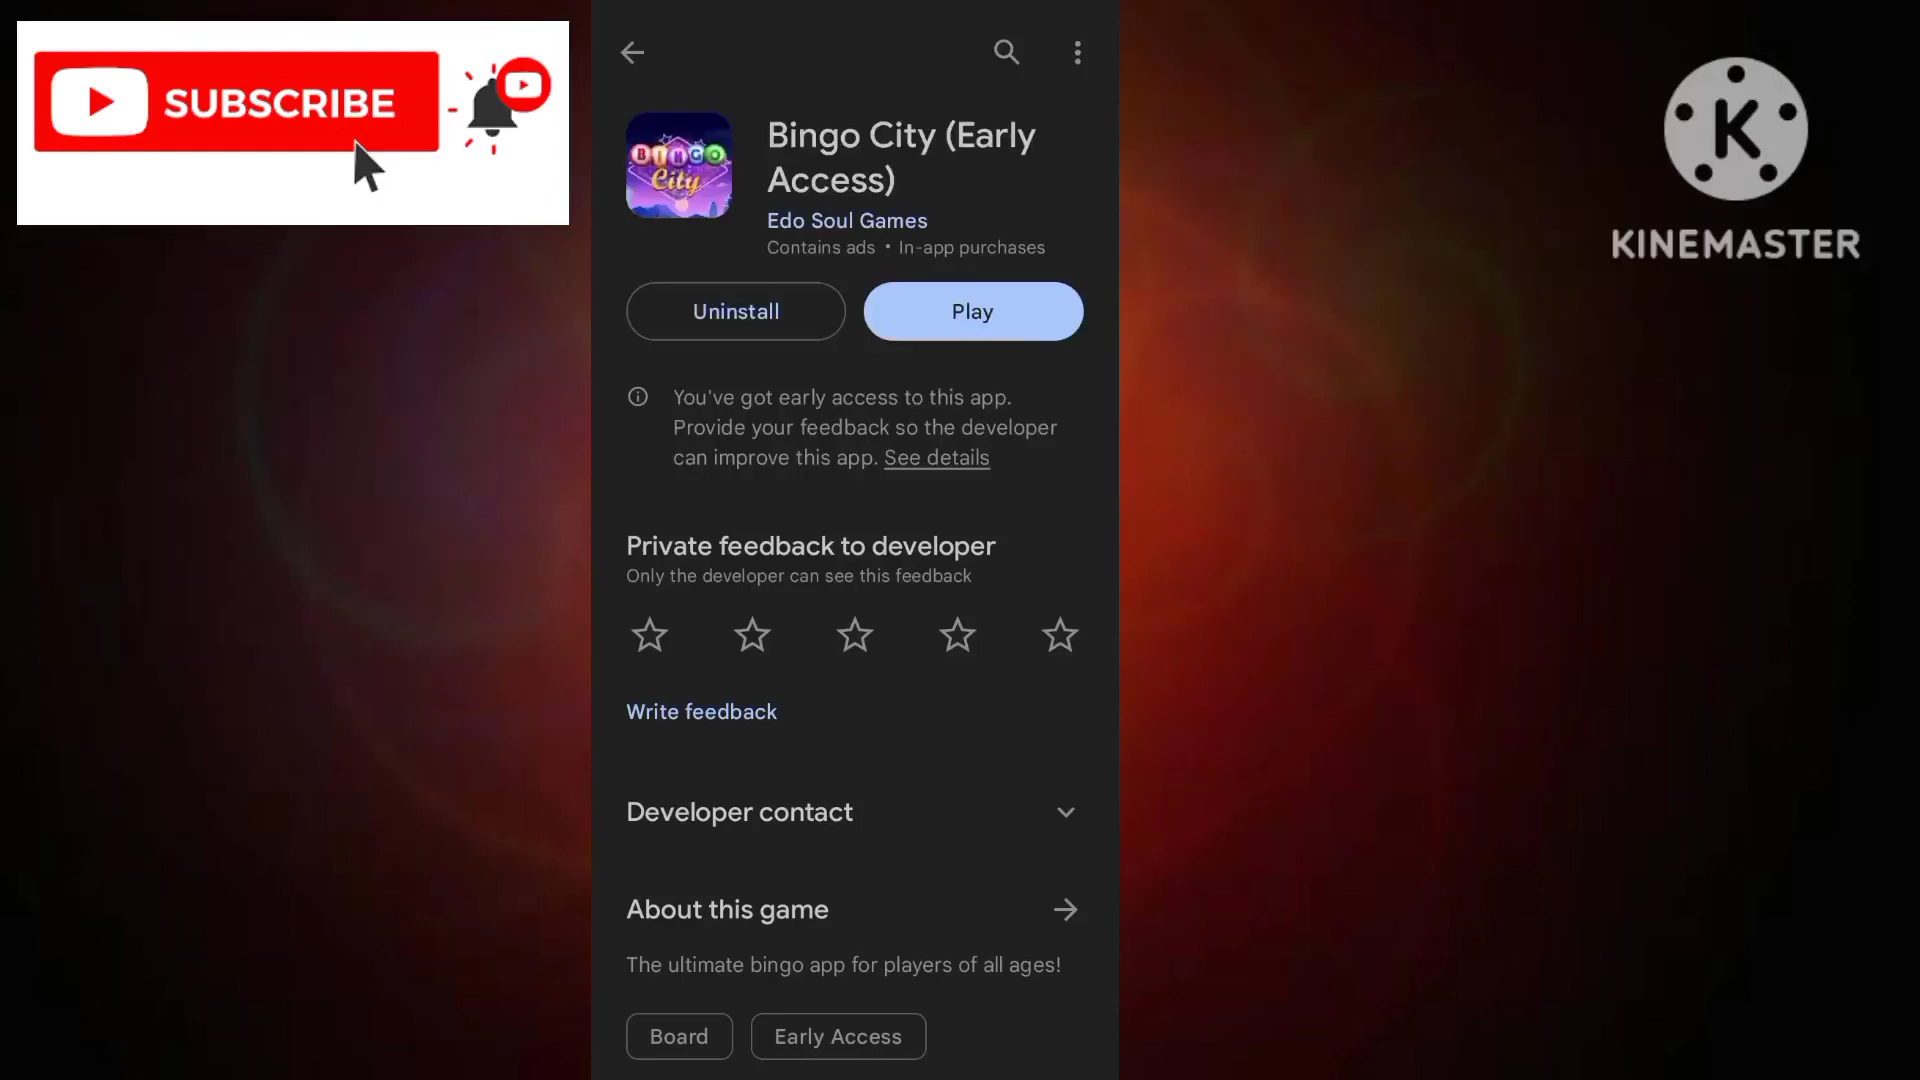 SUBSCRIBE
K
KINEMASTER
BINGO
City
Bingo City (Early
Access)
Edo Soul Games
Contains ads • In-app purchases
Uninstall
Play
You've got early access to this app.
Provide your feedback so the developer
can improve this app. See details
Private feedback to developer
Only the developer can see this feedback
Write feedback
Developer contact
About this game
The ultimate bingo app for players of all ages!
Board
Early Access